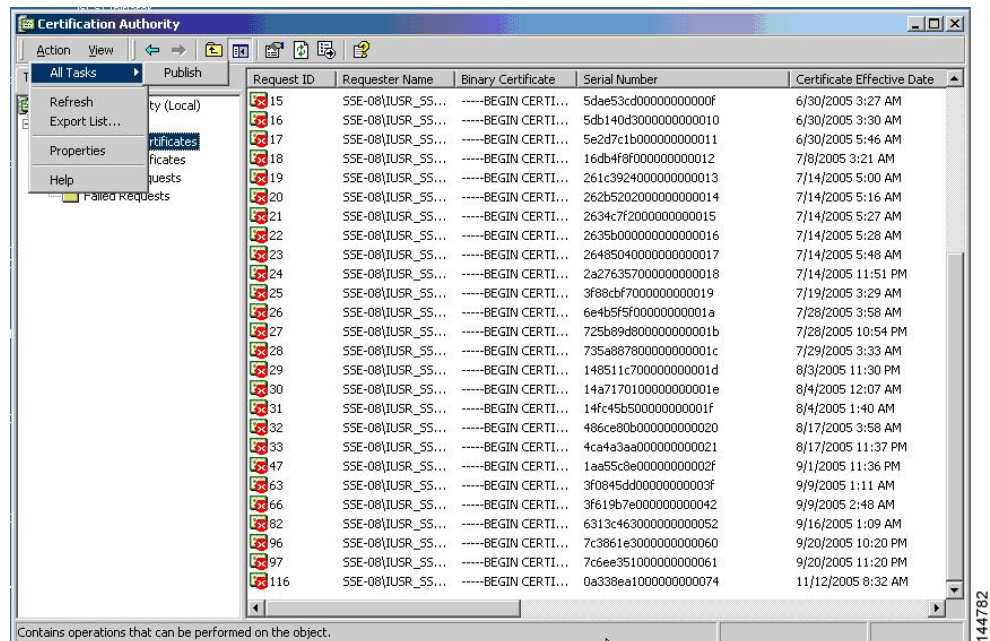 Certification Authority
Action View
All Tasks Publish
Refresh
Export List...
Properties
Help
ty (Local)
rtificates
ficates
quests
Failed Requests
Request ID Requester Name Binary Certificate Serial Number Certificate Effective Date
15 SSE-08\IUSR_SS... -----BEGIN CERTI... 5dae53cd00000000000f 6/30/2005 3:27 AM
16 SSE-08\IUSR_SS... -----BEGIN CERTI... 5db140d3000000000010 6/30/2005 3:30 AM
17 SSE-08\IUSR_SS... -----BEGIN CERTI... 5e2d7c1b000000000011 6/30/2005 5:46 AM
18 SSE-08\IUSR_SS... -----BEGIN CERTI... 16db4f8f000000000012 7/8/2005 3:21 AM
19 SSE-08\IUSR_SS... -----BEGIN CERTI... 261c3924000000000013 7/14/2005 5:00 AM
20 SSE-08\IUSR_SS... -----BEGIN CERTI... 262b5202000000000014 7/14/2005 5:16 AM
21 SSE-08\IUSR_SS... -----BEGIN CERTI... 2634c7f2000000000015 7/14/2005 5:27 AM
22 SSE-08\IUSR_SS... -----BEGIN CERTI... 2635b000000000000016 7/14/2005 5:28 AM
23 SSE-08\IUSR_SS... -----BEGIN CERTI... 26485040000000000017 7/14/2005 5:48 AM
24 SSE-08\IUSR_SS... -----BEGIN CERTI... 2a276357000000000018 7/14/2005 11:51 PM
25 SSE-08\IUSR_SS... -----BEGIN CERTI... 3f88cbf7000000000019 7/19/2005 3:29 AM
26 SSE-08\IUSR_SS... -----BEGIN CERTI... 6e4b5f5f00000000001a 7/28/2005 3:58 AM
27 SSE-08\IUSR_SS... -----BEGIN CERTI... 725b89d800000000001b 7/28/2005 10:54 PM
28 SSE-08\IUSR_SS... -----BEGIN CERTI... 735a887800000000001c 7/29/2005 3:33 AM
29 SSE-08\IUSR_SS... -----BEGIN CERTI... 148511c700000000001d 8/3/2005 11:30 PM
30 SSE-08\IUSR_SS... -----BEGIN CERTI... 14a7170100000000001e 8/4/2005 12:07 AM
31 SSE-08\IUSR_SS... -----BEGIN CERTI... 14fc45b500000000001f 8/4/2005 1:40 AM
32 SSE-08\IUSR_SS... -----BEGIN CERTI... 486ce80b000000000020 8/17/2005 3:58 AM
33 SSE-08\IUSR_SS... -----BEGIN CERTI... 4ca4a3aa000000000021 8/17/2005 11:37 PM
47 SSE-08\IUSR_SS... -----BEGIN CERTI... 1aa55c8e00000000002f 9/1/2005 11:36 PM
63 SSE-08\IUSR_SS... -----BEGIN CERTI... 3f0845dd00000000003f 9/9/2005 1:11 AM
66 SSE-08\IUSR_SS... -----BEGIN CERTI... 3f619b7e000000000042 9/9/2005 2:48 AM
82 SSE-08\IUSR_SS... -----BEGIN CERTI... 6313c463000000000052 9/16/2005 1:09 AM
96 SSE-08\IUSR_SS... -----BEGIN CERTI... 7c3861e3000000000060 9/20/2005 10:20 PM
97 SSE-08\IUSR_SS... -----BEGIN CERTI... 7c6ee351000000000061 9/20/2005 11:20 PM
116 SSE-08\IUSR_SS... -----BEGIN CERTI... 0a338ea1000000000074 11/12/2005 8:32 AM
Contains operations that can be performed on the object.
144782